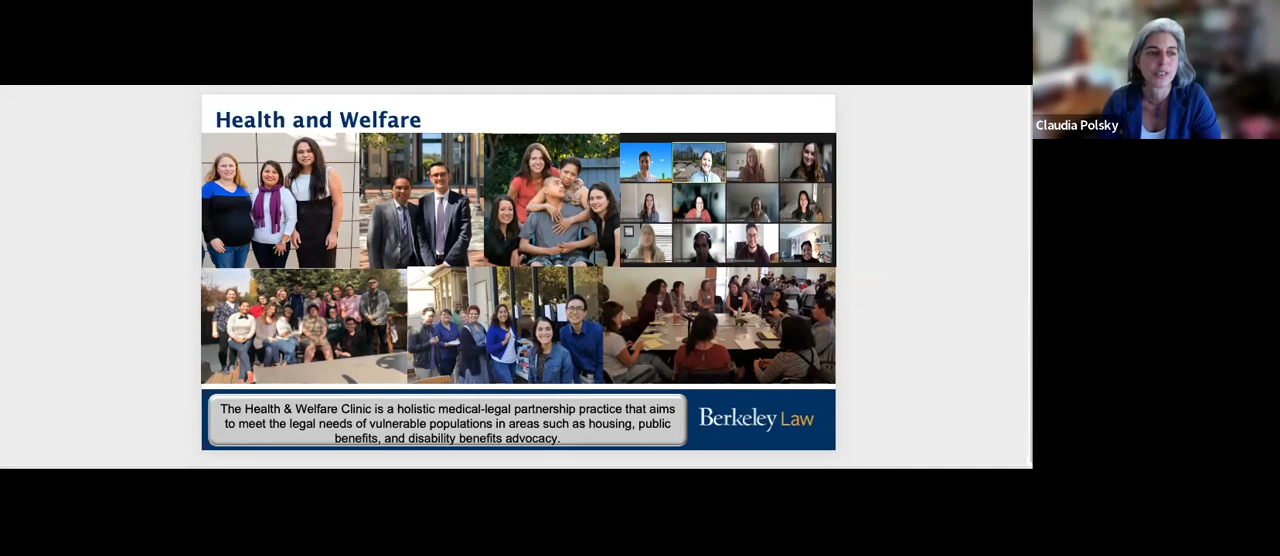 Health and Welfare
Claudia Polsky
The Health & Welfare Clinic is a holistic medical-legal partnership practice that aims
to meet the legal needs of vulnerable populations in areas such as housing, public
benefits, and disability benefits advocacy.
Berkeley Law